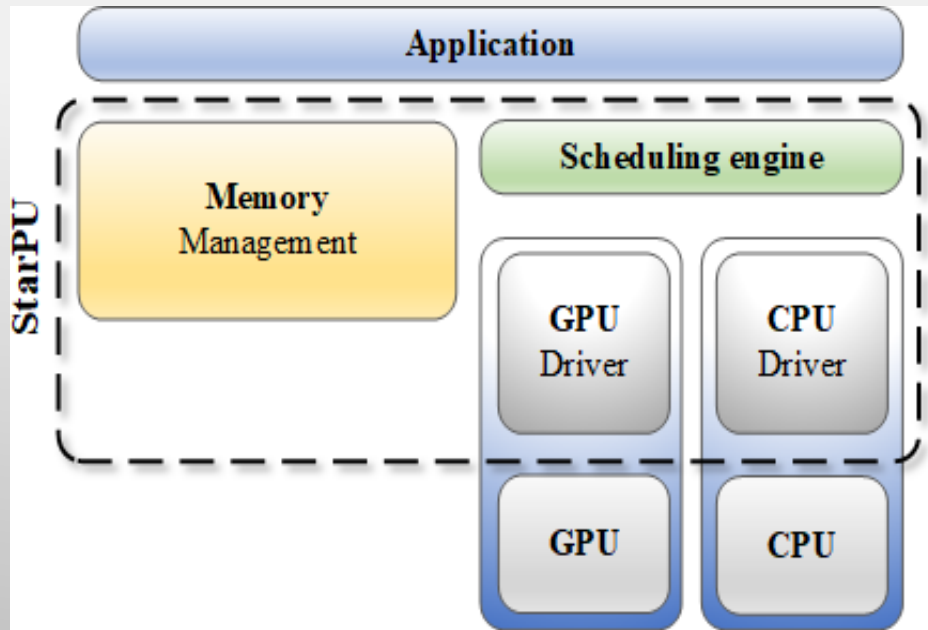 Application
StarPU
Memory
Management
Scheduling engine
GPU
Driver
CPU
Driver
GPU
CPU